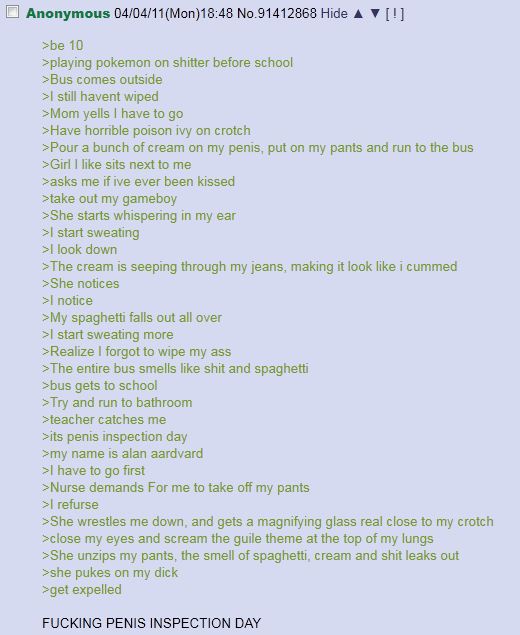 Anonymous 04/04/11(Mon)18:48 No.91412868 Hide ▲ ▼ [ ! ]
>be 10
>playing pokemon on shitter before school
>Bus comes outside
>I still havent wiped
>Mom yells I have to go
>Have horrible poison ivy on crotch
>Pour a bunch of cream on my penis, put on my pants and run to the bus
>Girl I like sits next to me
>asks me if ive ever been kissed
>take out my gameboy
>She starts whispering in my ear
>I start sweating
>I look down
>The cream is seeping through my jeans, making it look like i cummed
>She notices
>I notice
>My spaghetti falls out all over
>I start sweating more
>Realize I forgot to wipe my ass
>The entire bus smells like shit and spaghetti
>bus gets to school
>Try and run to bathroom
>teacher catches me
>its penis inspection day
>my name is alan aardvard
>I have to go first
>Nurse demands For me to take off my pants
>I refurse
>She wrestles me down, and gets a magnifying glass real close to my crotch
>close my eyes and scream the guile theme at the top of my lungs
>She unzips my pants, the smell of spaghetti, cream and shit leaks out
>she pukes on my dick
>get expelled
FUCKING PENIS INSPECTION DAY